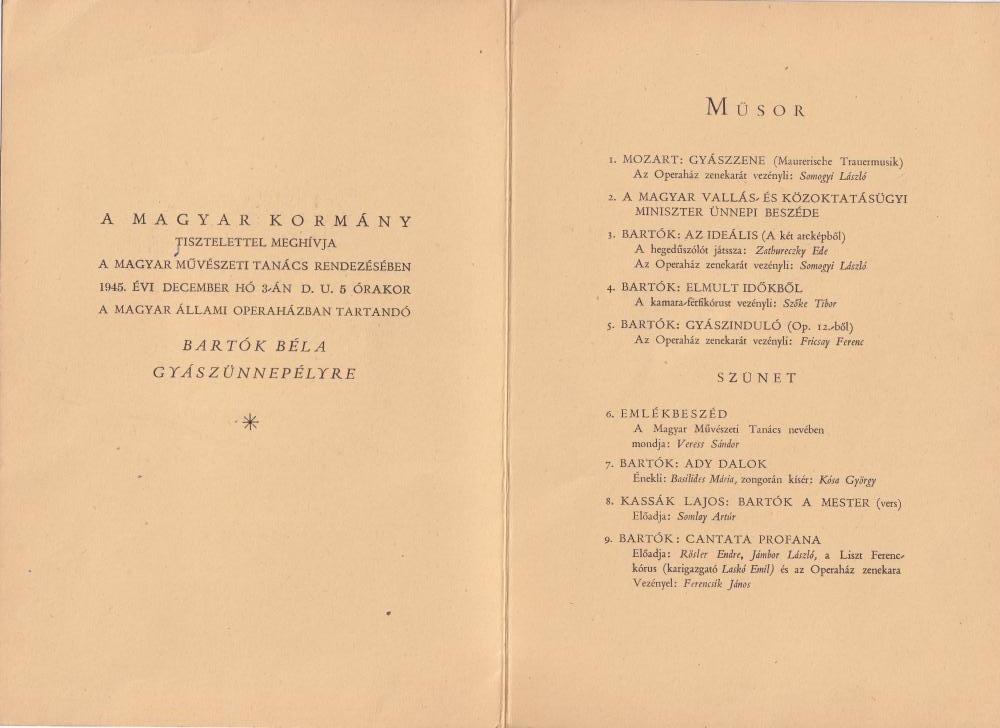 A MAGYAR KORMÁNY
TISZTELETTEL MEGHÍVJA
A MAGYAR MŰVÉSZETI TANÁCS RENDEZÉSÉBEN
1945. ÉVI DECEMBER HÓ 3-ÁN D. U. 5 ÓRAKOR
A MAGYAR ÁLLAMI OPERAHÁZBAN TARTANDÓ
BARTÓK BÉLA
GYÁSZÜNNEPÉLYRE
MŰSOR
1. MOZART: GYÁSZZENE (Maurerische Trauermusik)
Az Operaház zenekarát vezényli: Somogyi László
2. A MAGYAR VALLÁS- ÉS KÖZOKTATÁSÜGYI
MINISZTER ÜNNEPI BESZÉDE
3. BARTÓK: AZ IDEÁLIS (A két arcképből)
A hegedűszólót játssza: Zathureczky Ede
Az Operaház zenekarát vezényli: Somogyi László
4. BARTÓK: ELMULT IDŐKBŐL
A kamara-férfikórust vezényli: Szőke Tibor
5. BARTÓK: GYÁSZINDULÓ (Op. 12.-ből)
Az Operaház zenekarát vezényli: Fricsay Ferenc
SZÜNET
6. EMLÉKBESZÉD
A Magyar Művészeti Tanács nevében
mondja: Veress Sándor
7. BARTÓK: ADY DALOK
Énekli: Basilides Mária, zongorán kísér: Kósa György
8. KASSÁK LAJOS: BARTÓK A MESTER (vers)
Előadja: Somlay Artúr
9. BARTÓK: CANTATA PROFANA
Előadja: Rösler Endre, Jámbor László, a Liszt Ferenc-
kórus (karigazgató Laskó Emil) és az Operaház zenekara
Vezényel: Ferencsik János